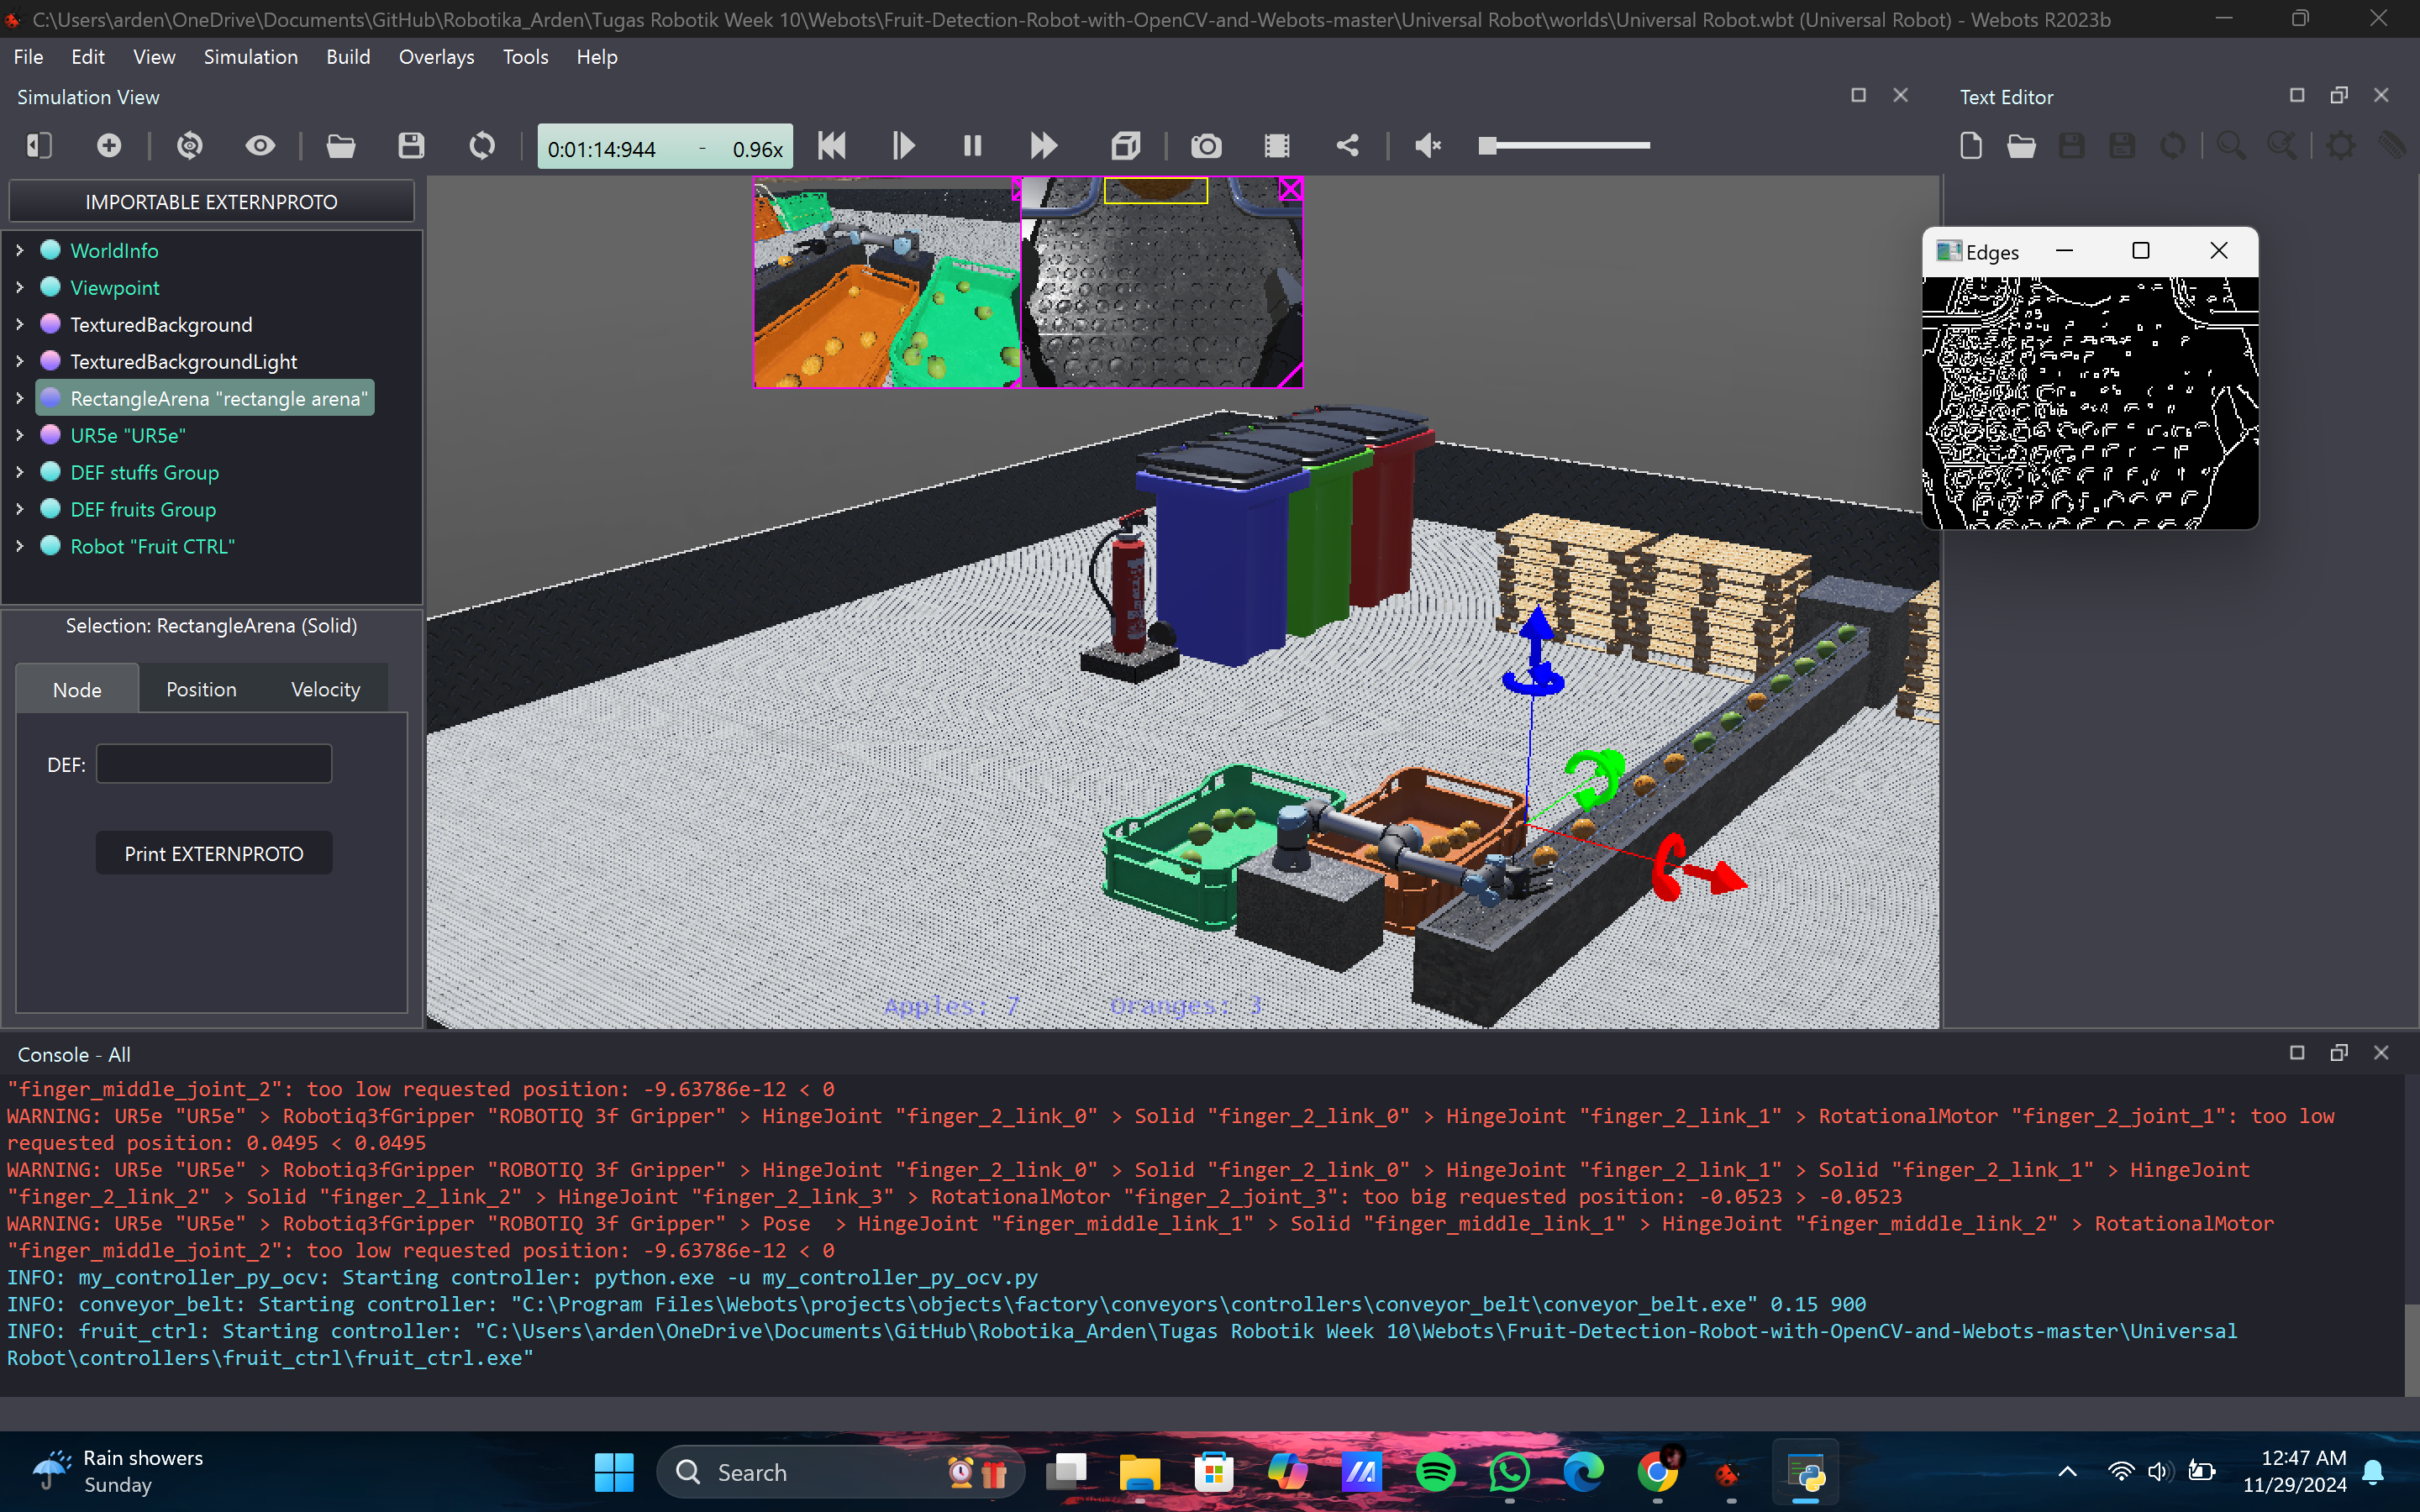 C:\Users\arden\OneDrive\Documents\GitHub\Robotika_Arden\Tugas Robotik Week 10\Webots\Fruit-Detection-Robot-with-OpenCV-and-Webots-master\Universal Robot\worlds\Universal Robot.wbt (Universal Robot) - Webots R2023b
File Edit View Simulation Build Overlays Tools Help
Simulation View
Text Editor
0:01:14:944 - 0.96x
IMPORTABLE EXTERNPROTO
WorldInfo
Viewpoint
TexturedBackground
TexturedBackgroundLight
RectangleArena "rectangle arena"
UR5e "UR5e"
DEF stuffs Group
DEF fruits Group
Robot "Fruit CTRL"
Selection: RectangleArena (Solid)
Node Position Velocity
DEF:
Print EXTERNPROTO
Edges
Apples: 7 Oranges: 3
Console - All
"finger_middle_joint_2": too low requested position: -9.63786e-12 < 0
WARNING: UR5e "UR5e" > Robotiq3fGripper "ROBOTIQ 3f Gripper" > HingeJoint "finger_2_link_0" > Solid "finger_2_link_0" > HingeJoint "finger_2_link_1" > RotationalMotor "finger_2_joint_1": too low
requested position: 0.0495 < 0.0495
WARNING: UR5e "UR5e" > Robotiq3fGripper "ROBOTIQ 3f Gripper" > HingeJoint "finger_2_link_0" > Solid "finger_2_link_0" > HingeJoint "finger_2_link_1" > Solid "finger_2_link_1" > HingeJoint
"finger_2_link_2" > Solid "finger_2_link_2" > HingeJoint "finger_2_link_3" > RotationalMotor "finger_2_joint_3": too big requested position: -0.0523 > -0.0523
WARNING: UR5e "UR5e" > Robotiq3fGripper "ROBOTIQ 3f Gripper" > Pose  > HingeJoint "finger_middle_link_1" > Solid "finger_middle_link_1" > HingeJoint "finger_middle_link_2" > RotationalMotor
"finger_middle_joint_2": too low requested position: -9.63786e-12 < 0
INFO: my_controller_py_ocv: Starting controller: python.exe -u my_controller_py_ocv.py
INFO: conveyor_belt: Starting controller: "C:\Program Files\Webots\projects\objects\factory\conveyors\controllers\conveyor_belt\conveyor_belt.exe" 0.15 900
INFO: fruit_ctrl: Starting controller: "C:\Users\arden\OneDrive\Documents\GitHub\Robotika_Arden\Tugas Robotik Week 10\Webots\Fruit-Detection-Robot-with-OpenCV-and-Webots-master\Universal
Robot\controllers\fruit_ctrl\fruit_ctrl.exe"
Rain showers
Sunday
Search
12:47 AM
11/29/2024